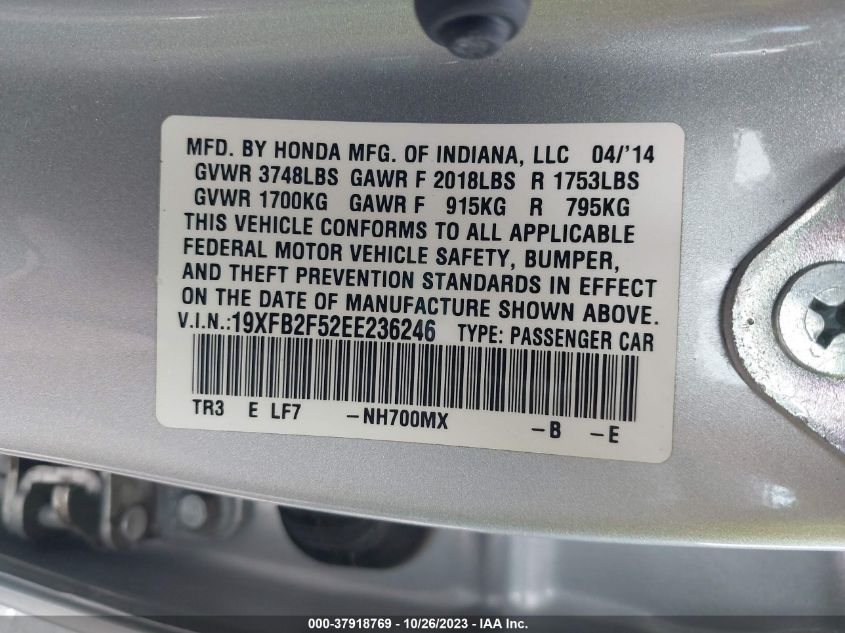 MFD. BY HONDA MFG. OF INDIANA, LLC 04/'14
GVWR 3748LBS GAWR F 2018LBS R 1753LBS
GVWR 1700KG GAWR F 915KG R 795KG
THIS VEHICLE CONFORMS TO ALL APPLICABLE
FEDERAL MOTOR VEHICLE SAFETY, BUMPER,
AND THEFT PREVENTION STANDARDS IN EFFECT
ON THE DATE OF MANUFACTURE SHOWN ABOVE.
V.I.N.:19XFB2F52EE236246 TYPE: PASSENGER CAR
TR3 E LF7 -NH700MX -B -E
000-37918769 - 10/26/2023 - IAA Inc.